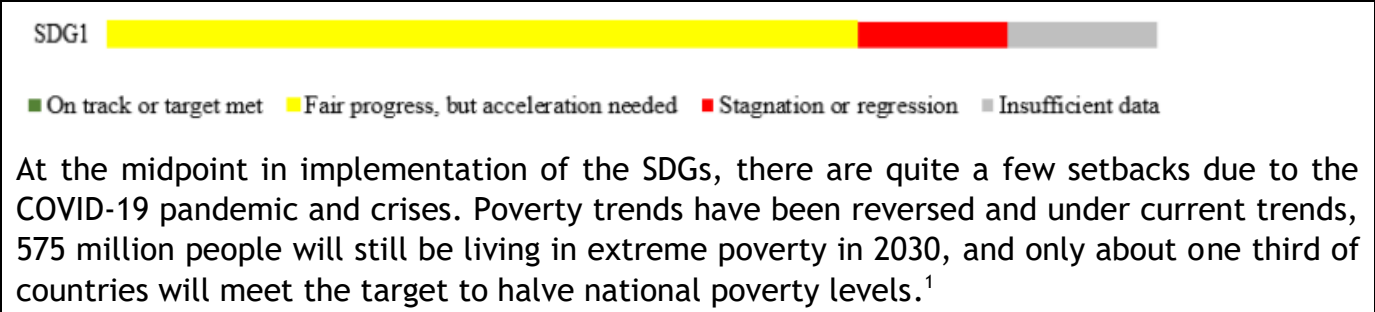 SDG1
On track or target met Fair progress, but acceleration needed Stagnation or regression Insufficient data
At the midpoint in implementation of the SDGs, there are quite a few setbacks due to the
COVID-19 pandemic and crises. Poverty trends have been reversed and under current trends,
575 million people will still be living in extreme poverty in 2030, and only about one third of
countries will meet the target to halve national poverty levels.1